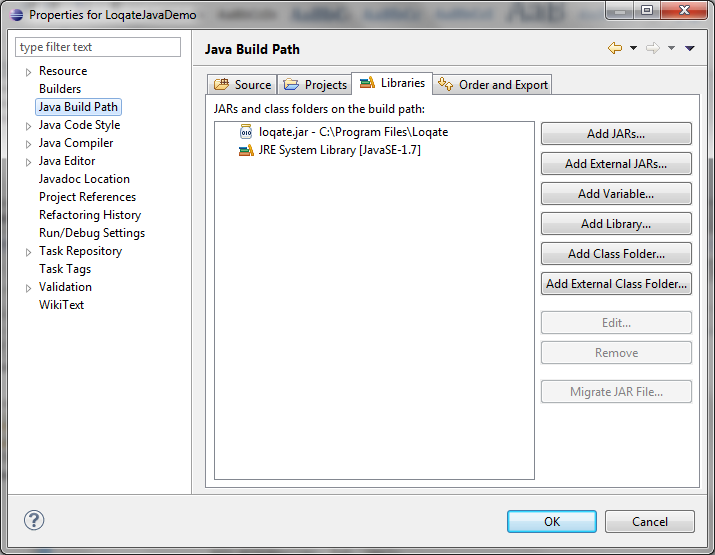 Properties for LoqateJavaDemo
type filter text
Resource
Builders
Java Build Path
Java Code Style
Java Compiler
Java Editor
Javadoc Location
Project References
Refactoring History
Run/Debug Settings
Task Repository
Task Tags
Validation
WikiText
Java Build Path
Source Projects Libraries Order and Export
JARs and class folders on the build path:
loqate.jar - C:\Program Files\Loqate
JRE System Library [JavaSE-1.7]
Add JARs...
Add External JARs...
Add Variable...
Add Library...
Add Class Folder...
Add External Class Folder...
Edit...
Remove
Migrate JAR File...
OK Cancel